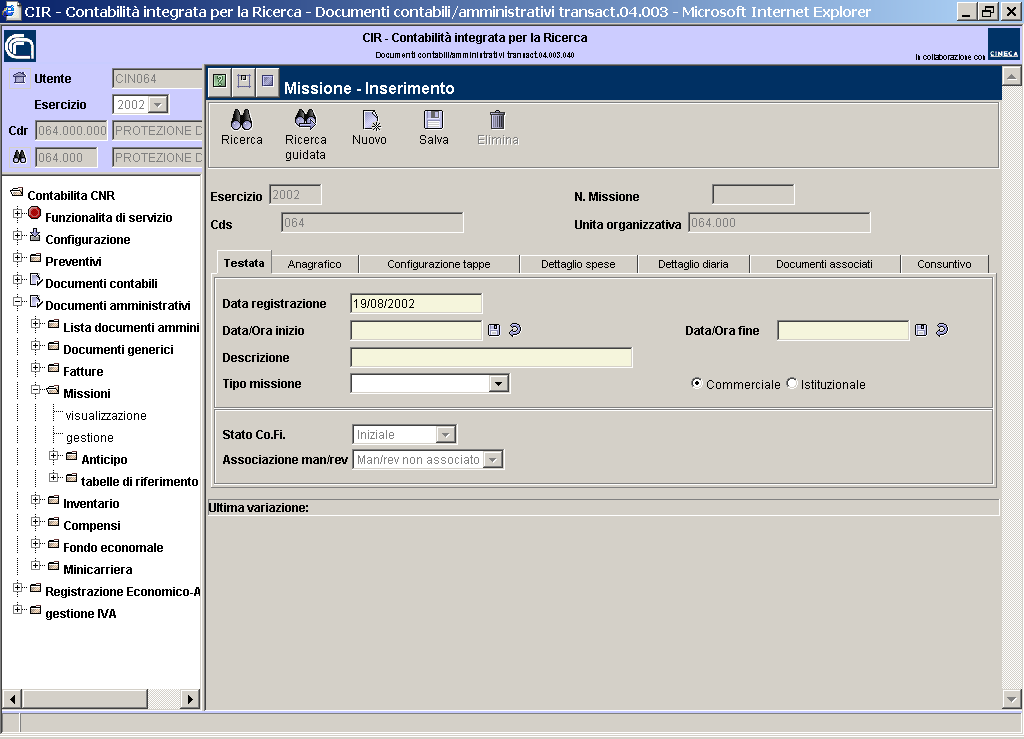 CIR - Contabilità integrata per la Ricerca - Documenti contabili/amministrativi transact.04.003 - Microsoft Internet Explorer
CIR - Contabilità integrata per la Ricerca
Documenti contabili/amministrativi transact.04.003.040
In collaborazione con CINECA
Utente CIN064
Esercizio 2002
Cdr 064.000.000 PROTEZIONE D
064.000 PROTEZIONE D
Contabilita CNR
Funzionalita di servizio
Configurazione
Preventivi
Documenti contabili
Documenti amministrativi
Lista documenti ammini
Documenti generici
Fatture
Missioni
visualizzazione
gestione
Anticipo
tabelle di riferimento
Inventario
Compensi
Fondo economale
Minicarriera
Registrazione Economico-A
gestione IVA
Missione - Inserimento
Ricerca
Ricerca guidata
Nuovo
Salva
Elimina
Esercizio 2002
N. Missione
Cds 064
Unita organizzativa 064.000
Testata Anagrafico Configurazione tappe Dettaglio spese Dettaglio diaria Documenti associati Consuntivo
Data registrazione 19/08/2002
Data/Ora inizio
Data/Ora fine
Descrizione
Tipo missione
Commerciale Istituzionale
Stato Co.Fi. Iniziale
Associazione man/rev Man/rev non associato
Ultima variazione: